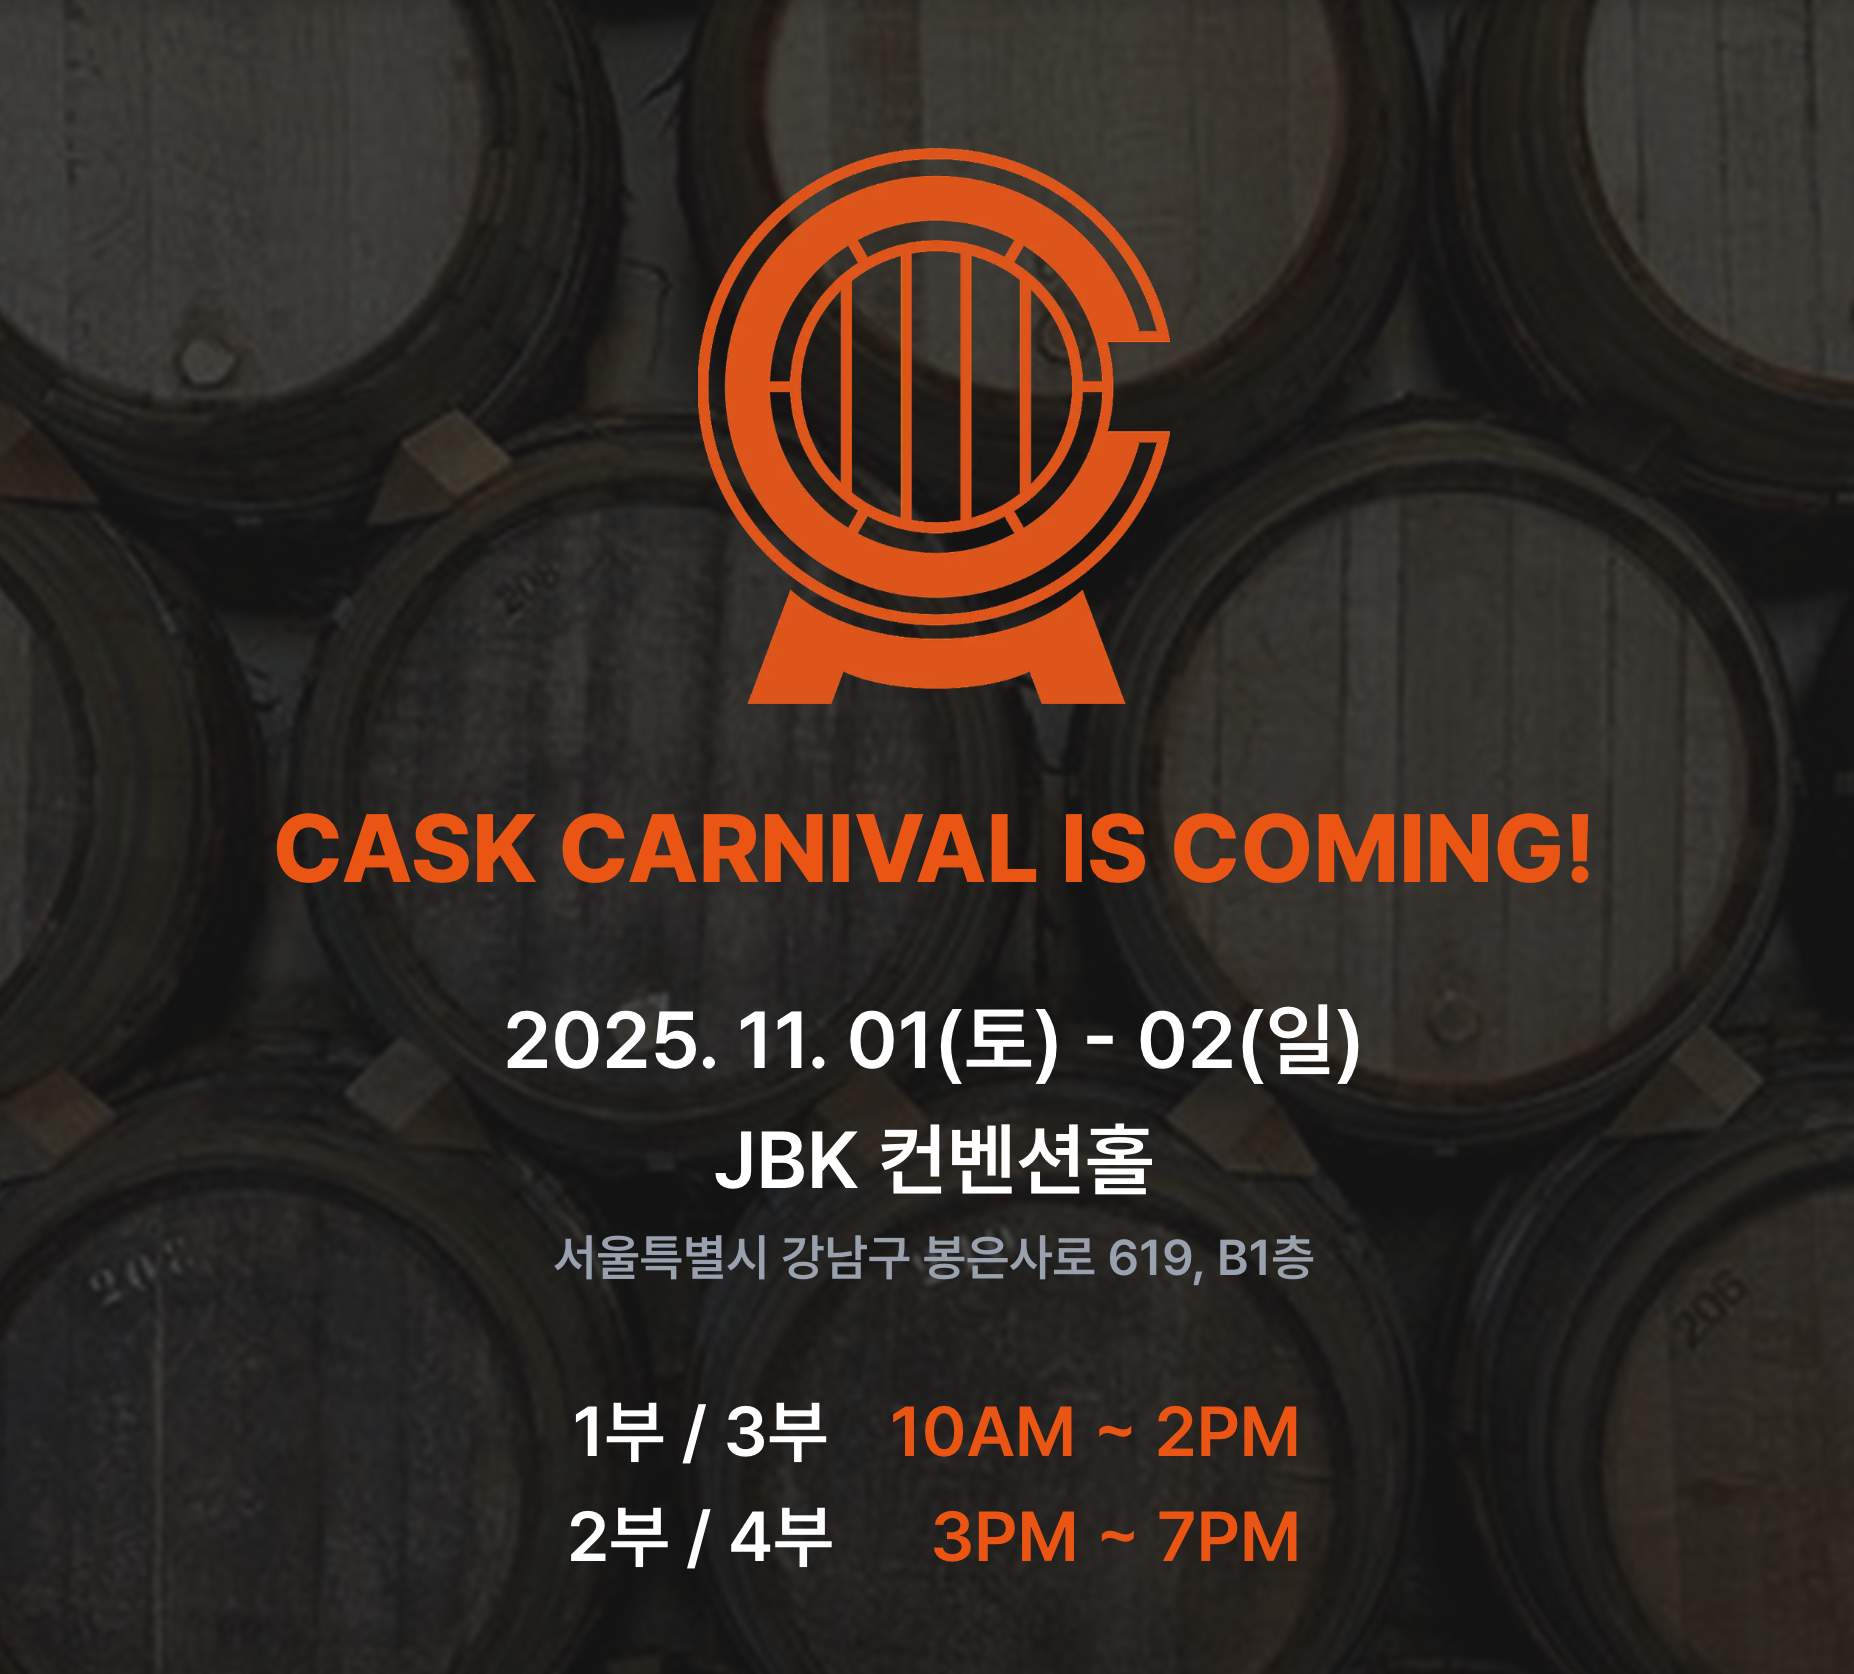 CASK CARNIVAL IS COMING!
2025. 11. 01(토) - 02(일)
JBK 컨벤션홀
서울특별시 강남구 봉은사로 619, B1층
1부 / 3부 10AM ~ 2PM
2부 / 4부 3PM ~ 7PM
206